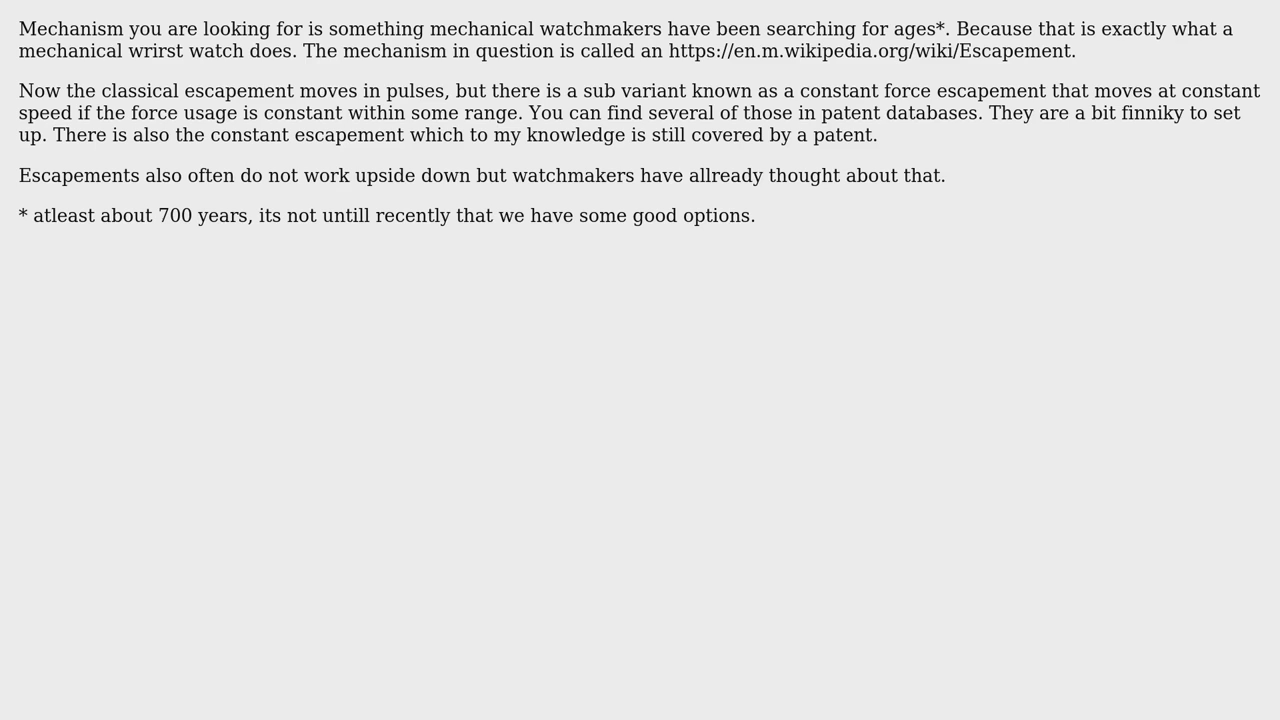 Mechanism you are looking for is something mechanical watchmakers have been searching for ages*. Because that is exactly what a
mechanical wrirst watch does. The mechanism in question is called an https://en.m.wikipedia.org/wiki/Escapement.
Now the classical escapement moves in pulses, but there is a sub variant known as a constant force escapement that moves at constant
speed if the force usage is constant within some range. You can find several of those in patent databases. They are a bit finniky to set
up. There is also the constant escapement which to my knowledge is still covered by a patent.
Escapements also often do not work upside down but watchmakers have allready thought about that.
* atleast about 700 years, its not untill recently that we have some good options.